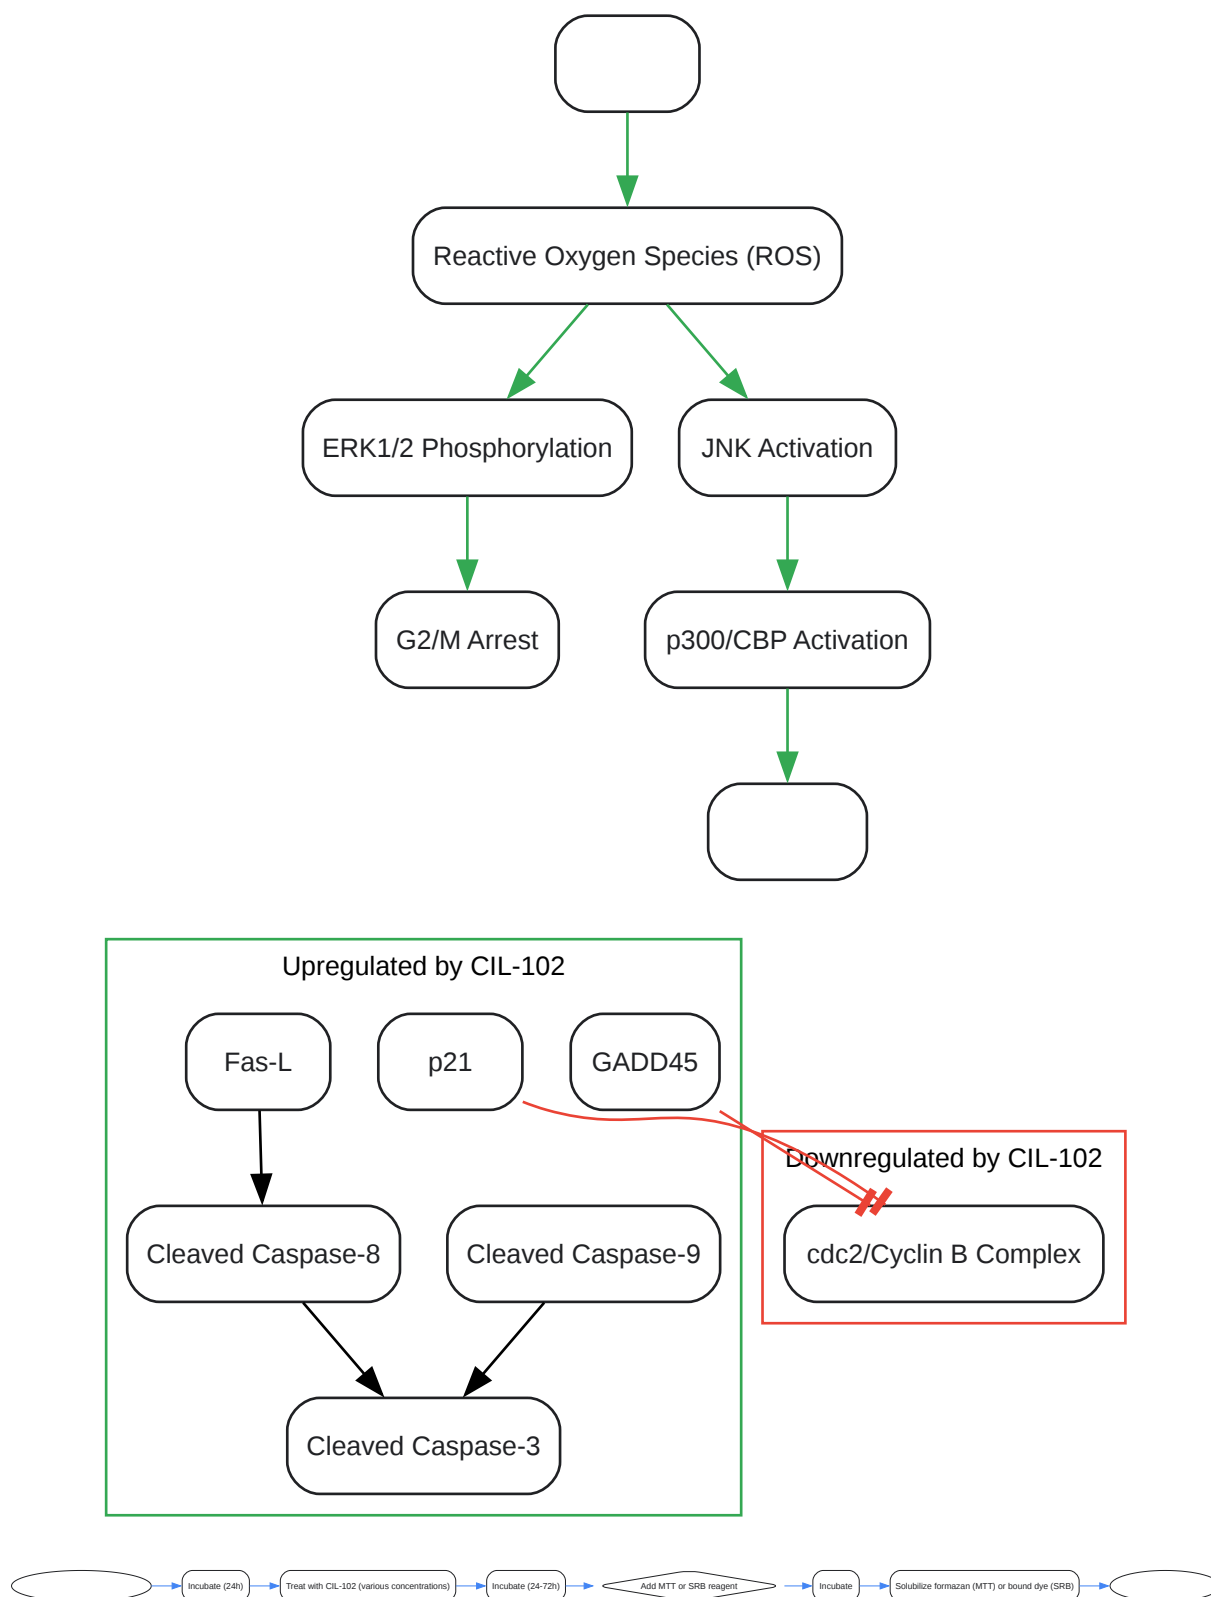 Reactive Oxygen Species (ROS)
ERK1/2 Phosphorylation
JNK Activation
G2/M Arrest
p300/CBP Activation
Upregulated by CIL-102
Fas-L
p21
GADD45
Downregulated by CIL-102
Cleaved Caspase-8
Cleaved Caspase-9
cdc2/Cyclin B Complex
Cleaved Caspase-3
Incubate (24h)
Treat with CIL-102 (various concentrations)
Incubate (24-72h)
Add MTT or SRB reagent
Incubate
Solubilize formazan (MTT) or bound dye (SRB)